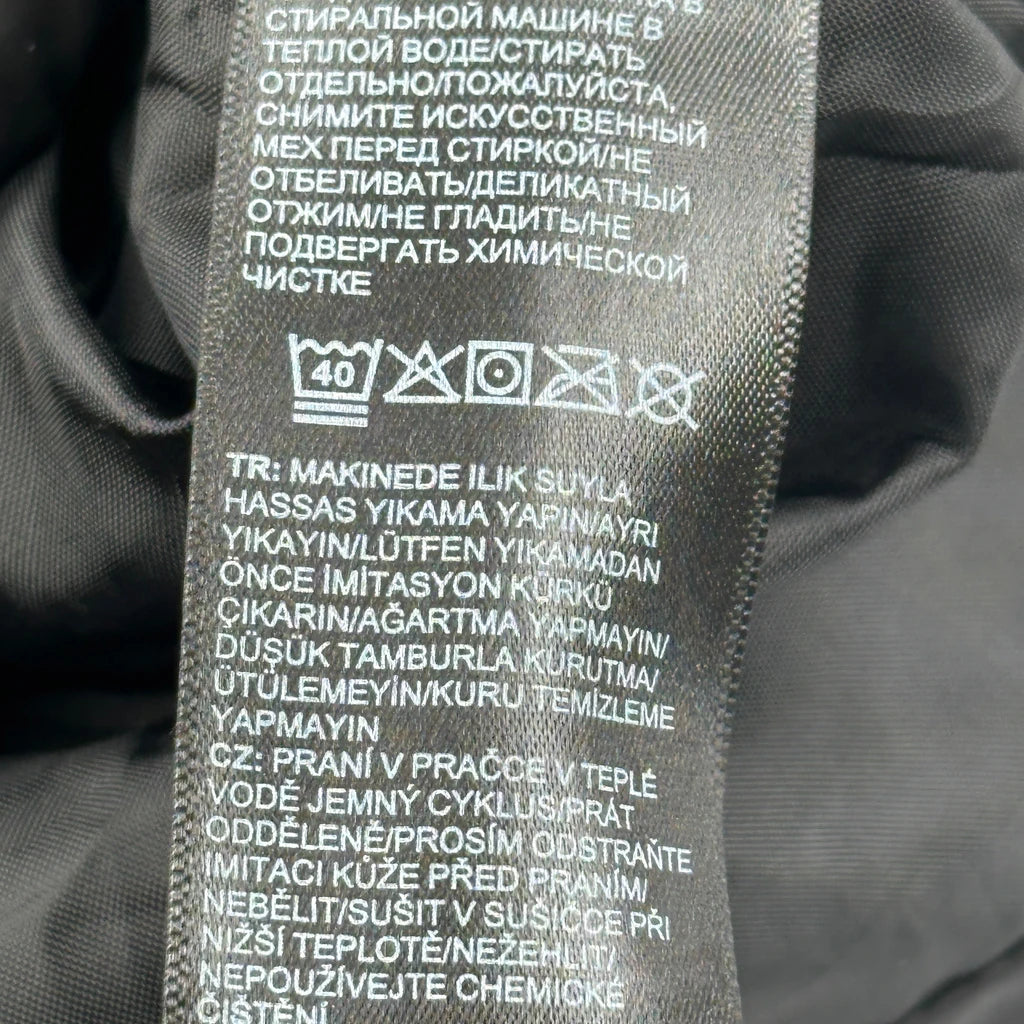 СТИРАЛЬНОЙ МАШИНЕ В
ТЕПЛОЙ ВОДЕ/СТИРАТЬ
ОТДЕЛЬНО/ПОЖАЛУЙСТА,
СНИМИТЕ ИСКУССТВЕННЫЙ
МЕХ ПЕРЕД СТИРКОЙ/НЕ
ОТБЕЛИВАТЬ/ДЕЛИКАТНЫЙ
ОТЖИМ/НЕ ГЛАДИТЬ/НЕ
ПОДВЕРГАТЬ ХИМИЧЕСКОЙ
ЧИСТКЕ
40
TR: MAKINEDE ILIK SUYLA
HASSAS YIKAMA YAPIN/AYRI
YIKAYIN/LÜTFEN YIKAMADAN
ÖNCE İMİTASYON KÜRKÜ
ÇIKARIN/AĞARTMA YAPMAYIN/
DÜŞÜK TAMBURLA KURUTMA/
ÜTÜLEMEYİN/KURU TEMİZLEME
YAPMAYIN
CZ: PRANÍ V PRAČCE V TEPLÉ
VODĚ JEMNÝ CYKLUS/PRÁT
ODDĚLENĚ/PROSÍM ODSTRAŇTE
IMITACI KŮŽE PŘED PRANÍM/
NEBĚLIT/SUŠIT V SUŠIČCE PŘI
NIŽŠÍ TEPLOTĚ/NEŽEHLIT/
NEPOUŽÍVEJTE CHEMICKÉ
ČIŠTĚNÍ